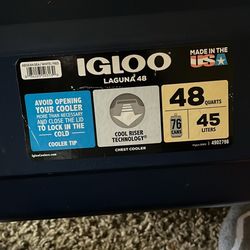 IGLOO
LAGUNA 48
MADE IN THE
USA
AVOID OPENING
YOUR COOLER
MORE THAN NECESSARY
AND CLOSE THE LID
TO LOCK IN
THE COLD
COOLER TIP
COOL RISER
TECHNOLOGY
48 QUARTS
76
CANS
45 LITERS
IglooCoolers.com
CHEST COOLER